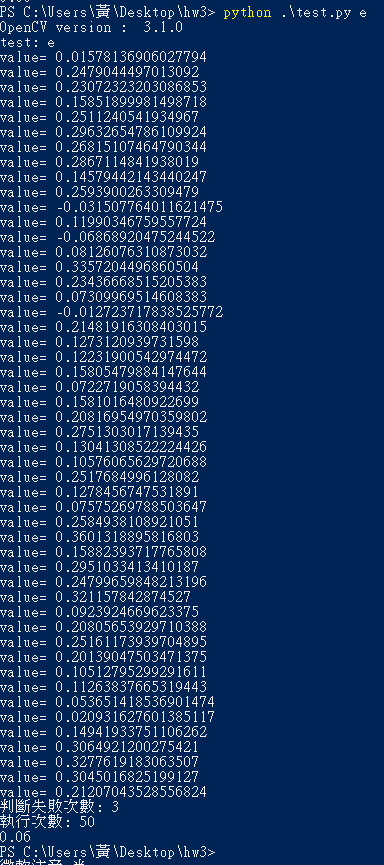 PS C:\Users\黃\Desktop\hw3> python .\test.py e
OpenCV version :  3.1.0
test: e
value= 0.01578136906027794
value= 0.2479044497013092
value= 0.23072323203086853
value= 0.15851899981498718
value= 0.2511240541934967
value= 0.29632654786109924
value= 0.26815107464790344
value= 0.2867114841938019
value= 0.14579442143440247
value= 0.2593900263309479
value= -0.031507764011621475
value= 0.11990346759557724
value= -0.06868920475244522
value= 0.08126076310873032
value= 0.3357204496860504
value= 0.23436668515205383
value= 0.07309969514608383
value= -0.012723717838525772
value= 0.21481916308403015
value= 0.1273120939731598
value= 0.12231900542974472
value= 0.15805479884147644
value= 0.0722719058394432
value= 0.1581016480922699
value= 0.20816954970359802
value= 0.2751303017139435
value= 0.13041308522224426
value= 0.10576065629720688
value= 0.2517684996128082
value= 0.1278456747531891
value= 0.07575269788503647
value= 0.2584938108921051
value= 0.3601318895816803
value= 0.15882393717765808
value= 0.2951033413410187
value= 0.24799659848213196
value= 0.321157842874527
value= 0.0923924669623375
value= 0.20805653929710388
value= 0.25161173939704895
value= 0.20139047503471375
value= 0.10512795299291611
value= 0.11263837665319443
value= 0.053651418536901474
value= 0.020931627601385117
value= 0.14941933751106262
value= 0.3064921200275421
value= 0.3277619183063507
value= 0.3045016825199127
value= 0.21207043528556824
判斷失敗次數: 3
執行次數: 50
0.06
PS C:\Users\黃\Desktop\hw3>